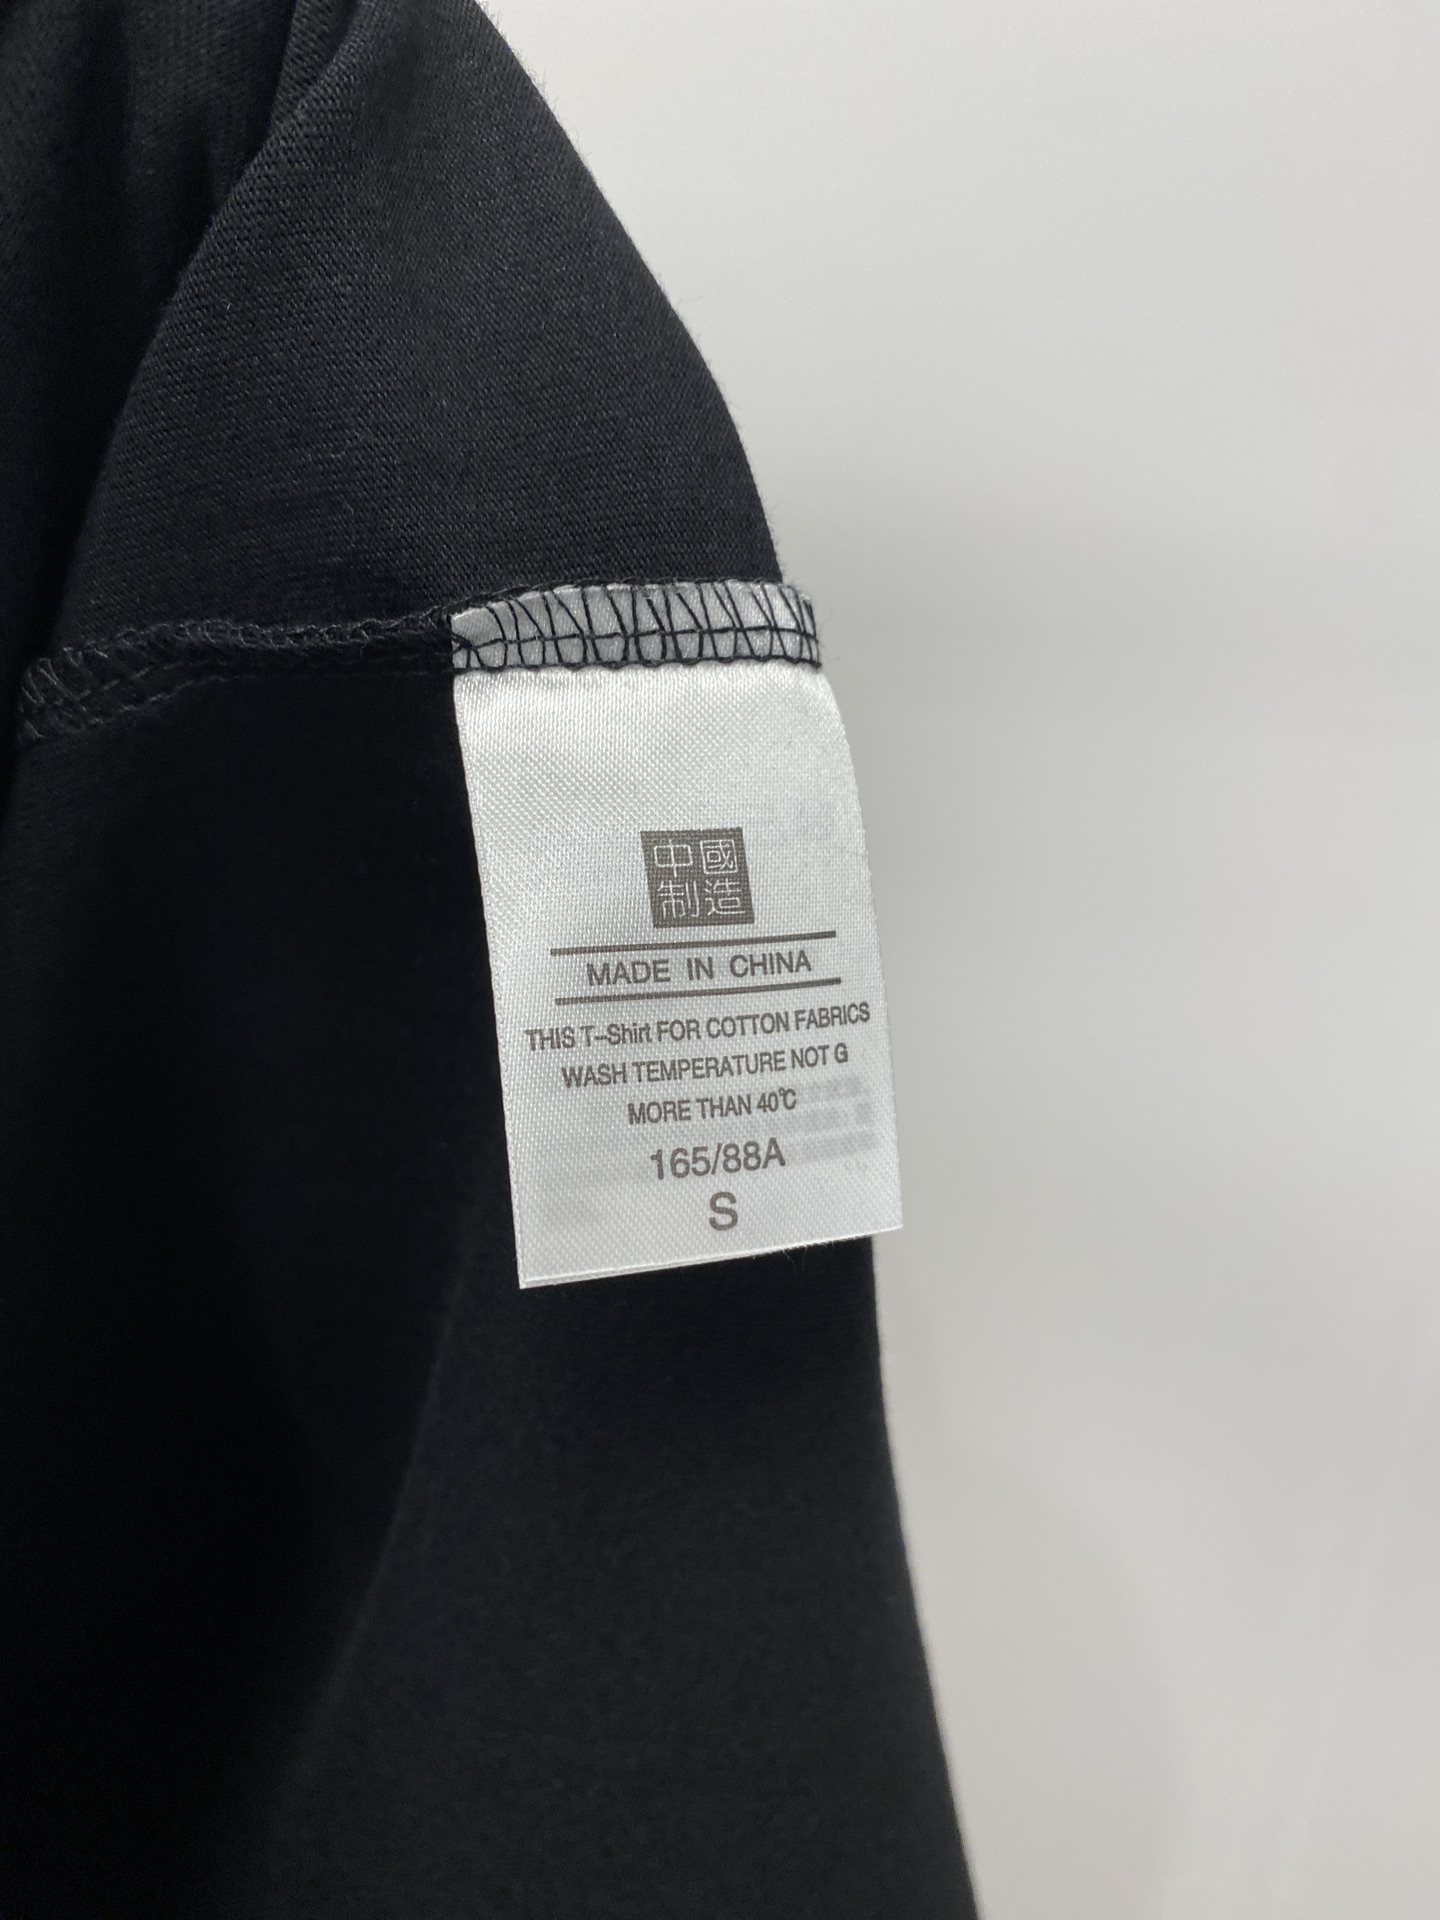 中國
制造
MADE IN CHINA
THIS T-Shirt FOR COTTON FABRICS
WASH TEMPERATURE NOT G
MORE THAN 40℃
165/88A
S